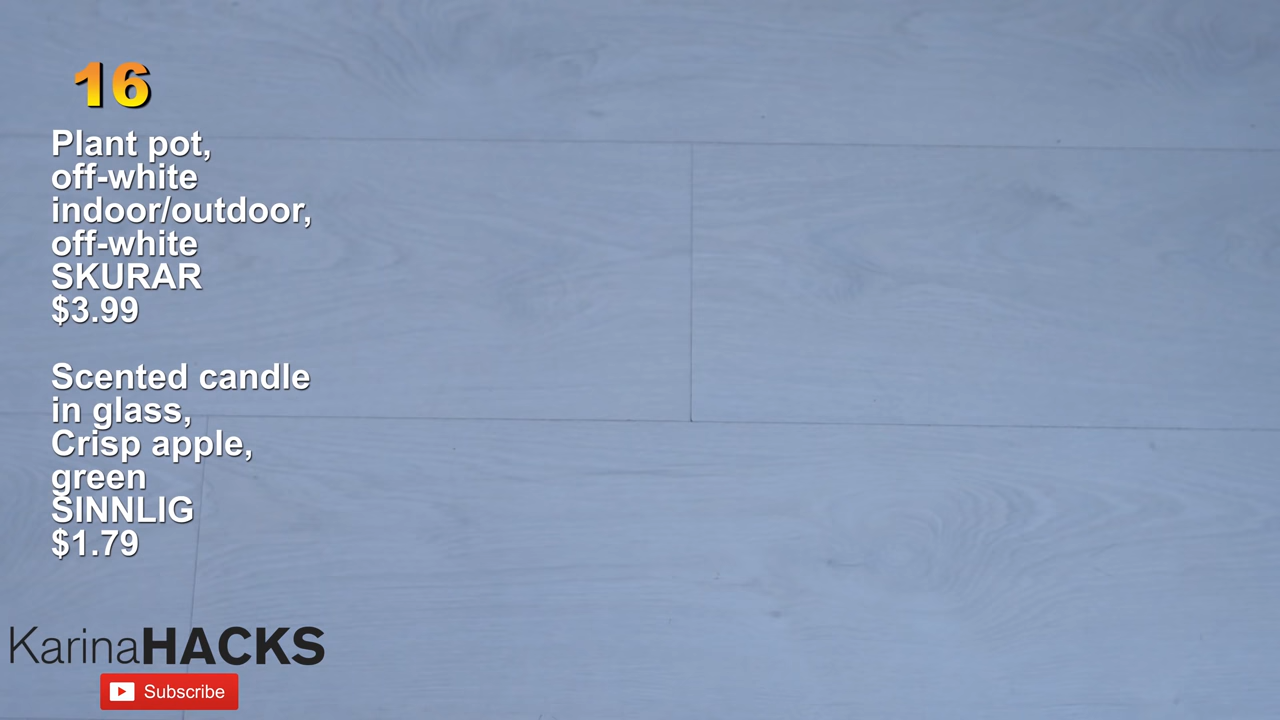 16
Plant pot,
off-white
indoor/outdoor,
off-white
SKURAR
$3.99
Scented candle
in glass,
Crisp apple,
green
SINNLIG
$1.79
KarinaHACKS
Subscribe